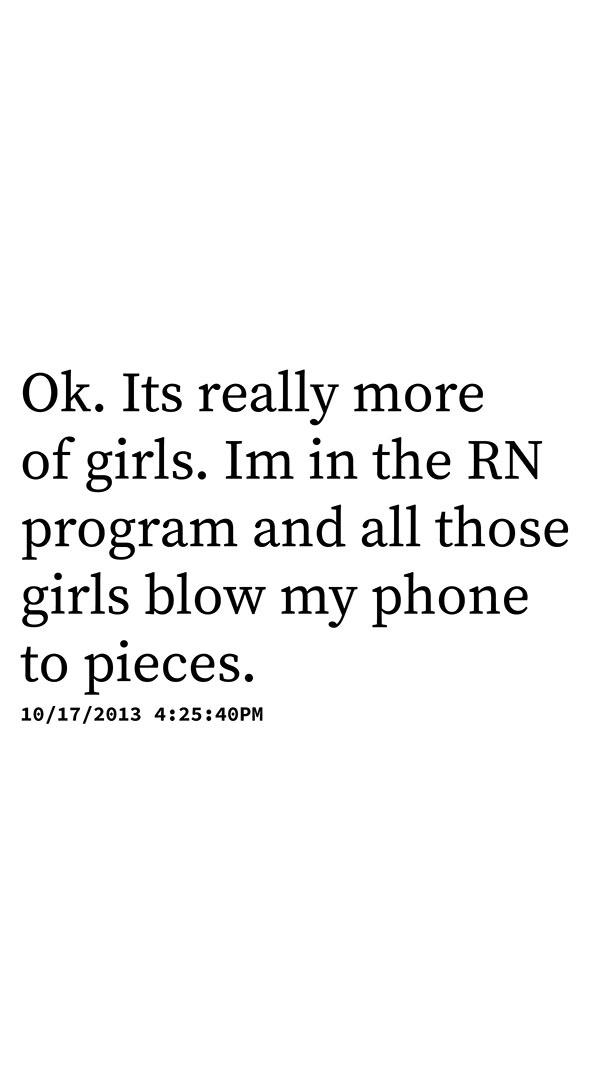 Ok. Its really more
of girls. Im in the RN
program and all those
girls blow my phone
to pieces.
10/17/2013 4:25:40PM